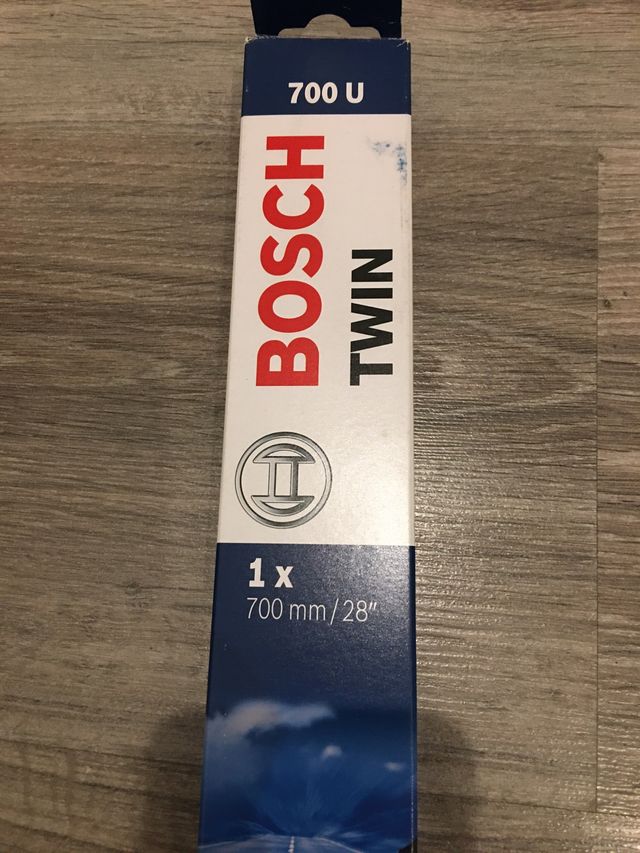 700 U
BOSCH
TWIN
1 x
700 mm / 28"